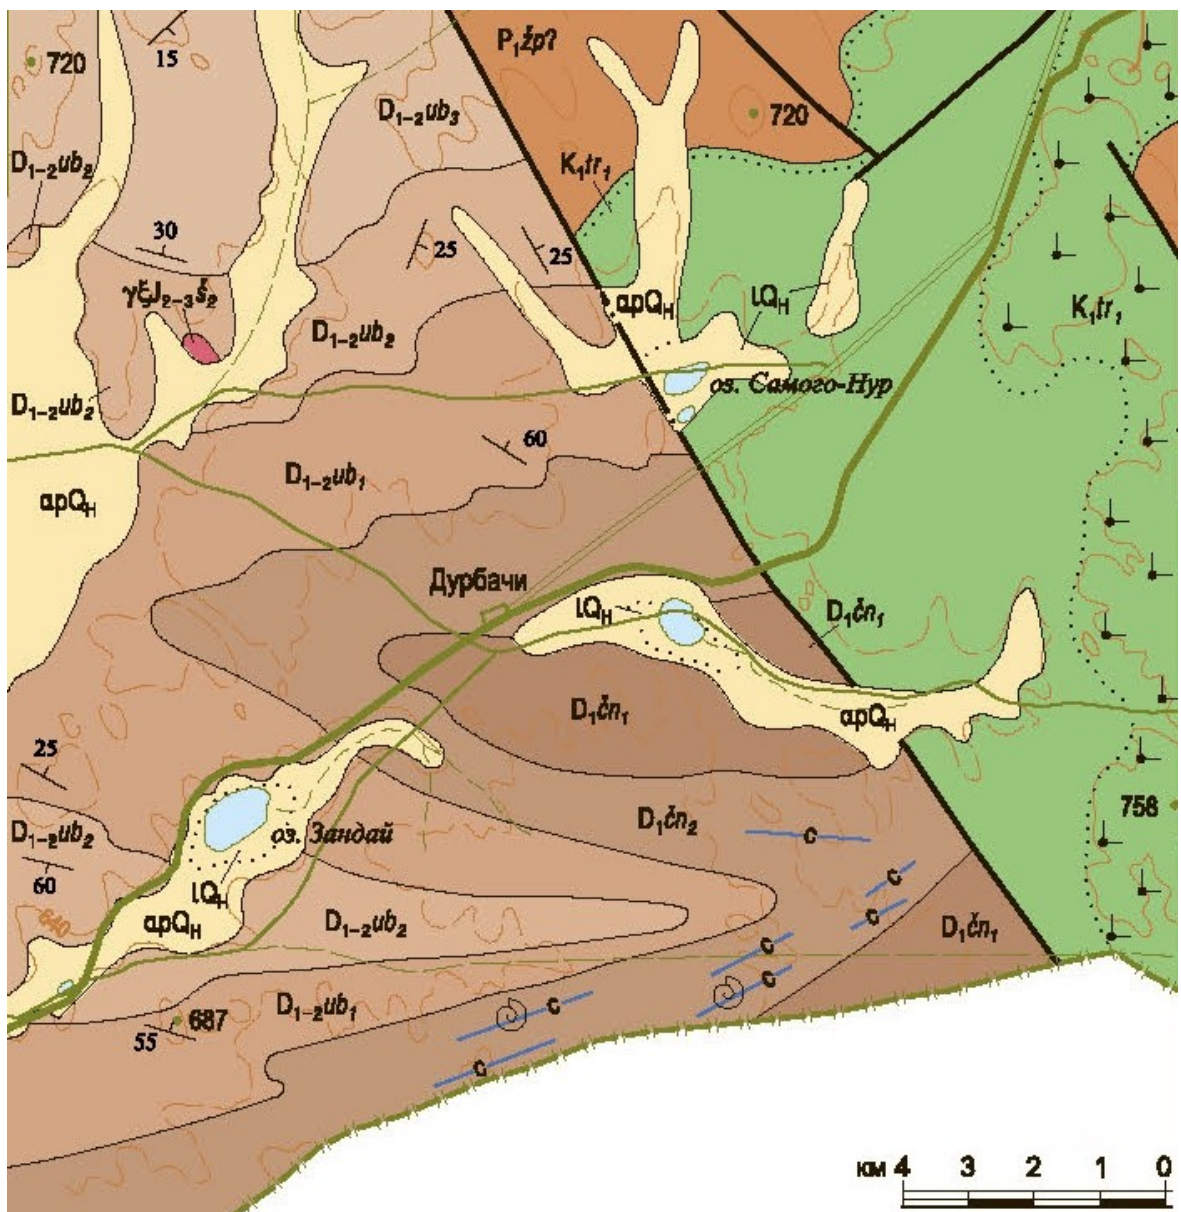 P₁žp?
15
720
720
D₁₋₂ub₃
D₁₋₂ub₂
K₁tr₁
30
25
25
γξJ₂₋₃š₂
apQH
lQH
K₁tr₁
D₁₋₂ub₂
оз. Самого-Нур
D₁₋₂ub₂
60
D₁₋₂ub₁
apQH
Дурбачи
lQH
D₁čn₁
D₁čn₁
apQH
25
758
D₁čn₂
c
D₁₋₂ub₂
оз. Зандай
60
c
lQH
c
640
apQH
D₁₋₂ub₂
D₁čn₁
c
c
c
D₁₋₂ub₁
687
55
c
км 4 3 2 1 0